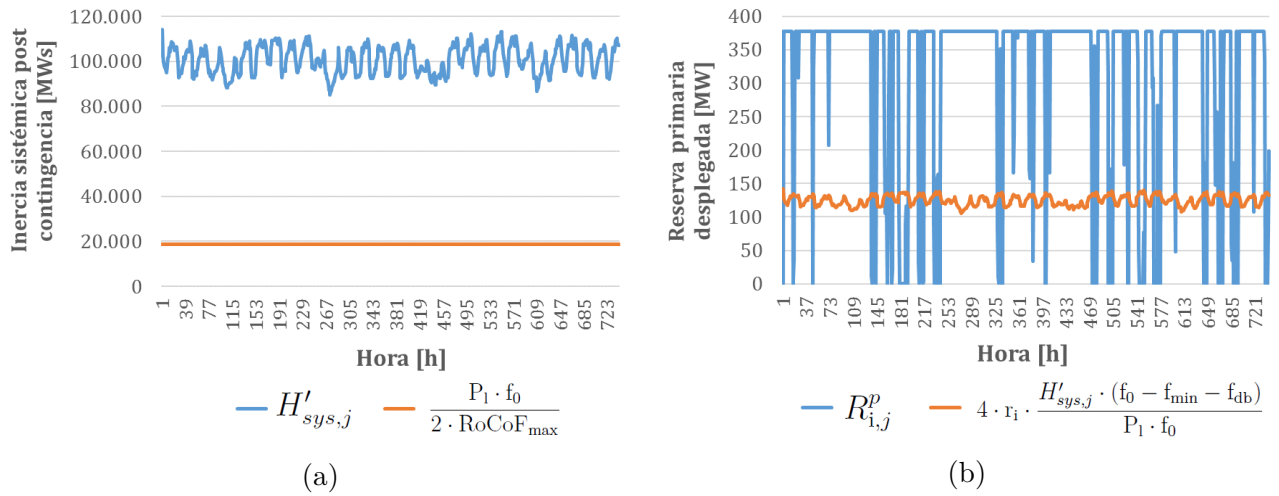 Inercia sistémica post
contingencia [MWs]
120.000
100.000
80.000
60.000
40.000
20.000
0
1 39 77 115 153 191 229 267 305 343 381 419 457 495 533 571 609 647 685 723
Hora [h]
H'sys,j
Pl · f0
2 · RoCoFmax
(a)
Reserva primaria
desplegada [MW]
400
350
300
250
200
150
100
50
0
1 37 73 109 145 181 217 253 289 325 361 397 433 469 505 541 577 613 649 685 721
Hora [h]
R^p_i,j
4 · ri · H'sys,j · (f0 − fmin − fdb)
Pl · f0
(b)